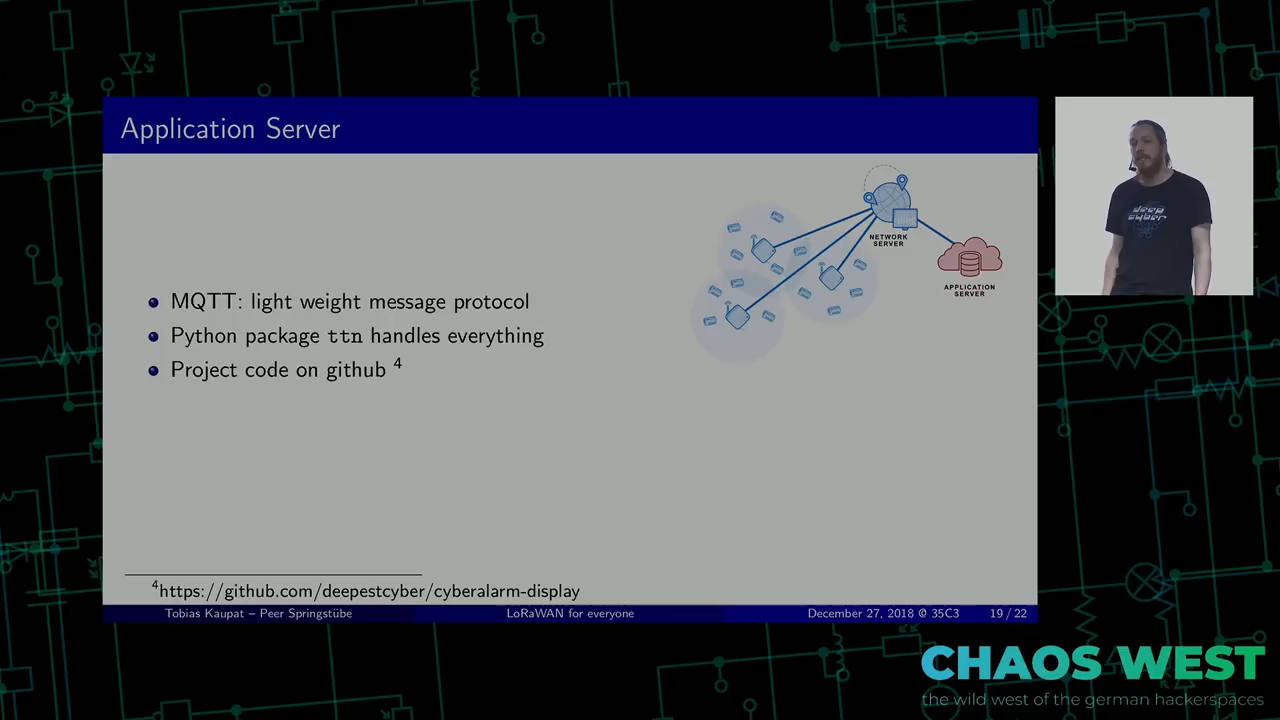 Application Server
NETWORK
SERVER
APPLICATION
SERVER
MQTT: light weight message protocol
Python package ttn handles everything
Project code on github 4
4https://github.com/deepestcyber/cyberalarm-display
Tobias Kaupat – Peer Springstübe
LoRaWAN for everyone
December 27, 2018 @ 35C3
19 / 22
deep
cyber
CHAOS WEST
the wild west of the german hackerspaces